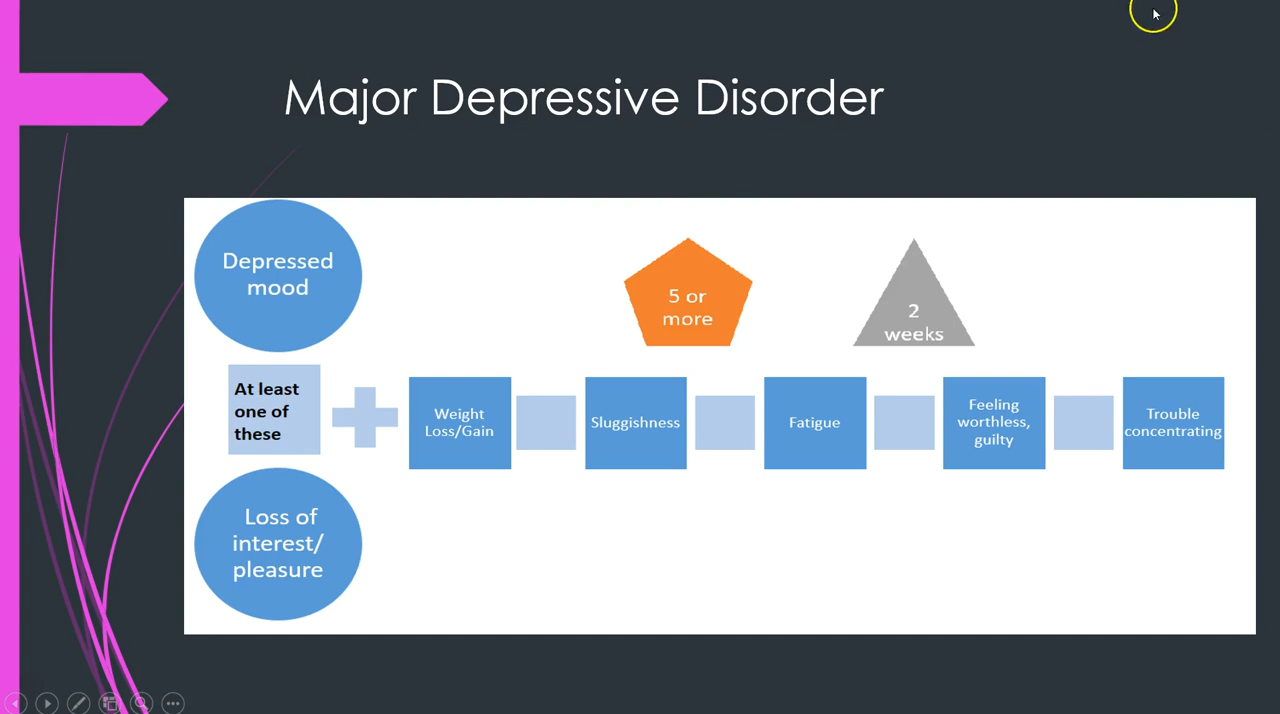 Major Depressive Disorder
Depressed
mood
5 or
more
2
weeks
At least
one of
these
Weight
Loss/Gain
Sluggishness
Fatigue
Feeling
worthless,
guilty
Trouble
concentrating
Loss of
interest/
pleasure